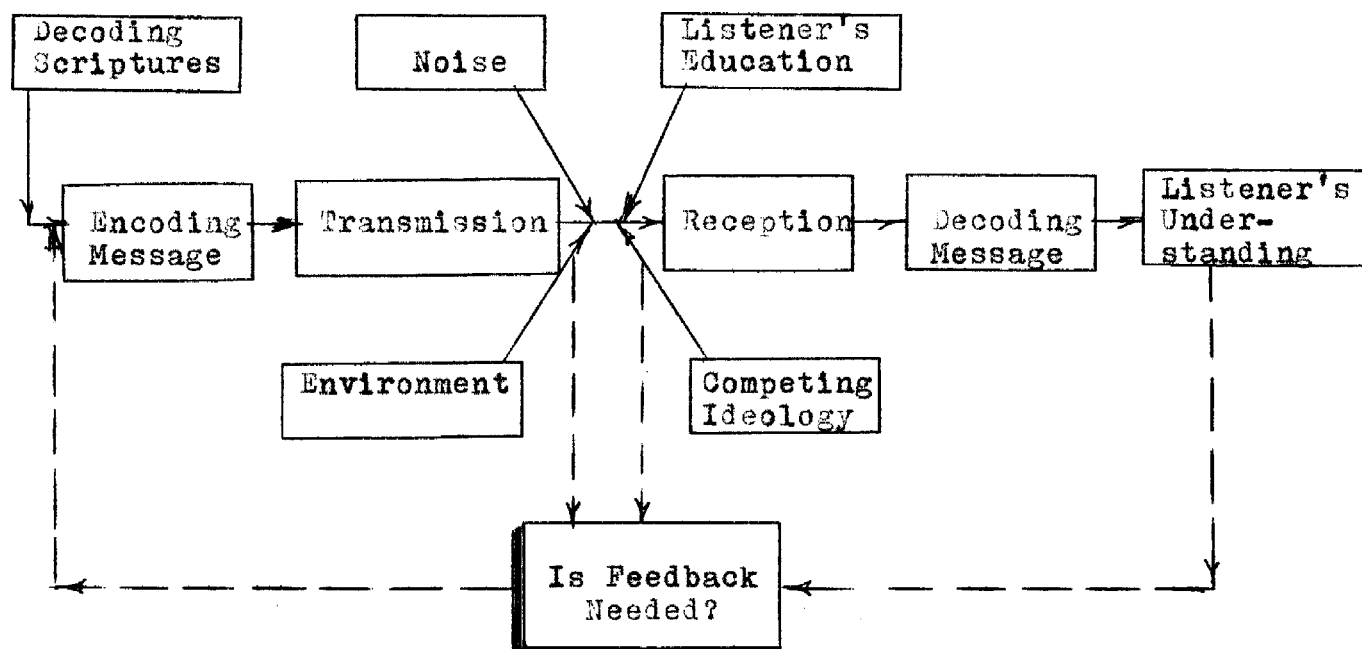 Decoding
Scriptures
Noise
Listener's
Education
Encoding
Message
Transmission
Reception
Decoding
Message
Listener's
Under-
standing
Environment
Competing
Ideology
Is Feedback
Needed?